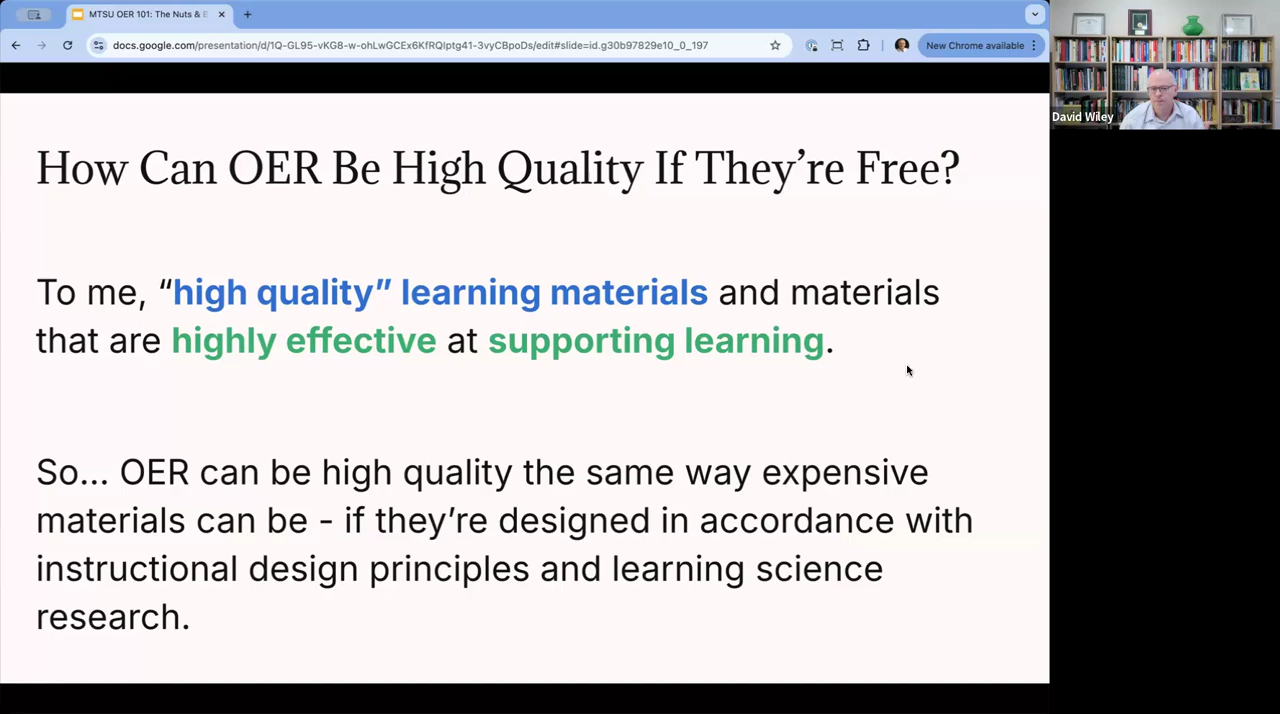 MTSU OER 101: The Nuts & B
docs.google.com/presentation/d/1Q-GL95-vKG8-w-ohLwGCEx6KfRQlptg41-3vyCBpoDs/edit#slide=id.g30b97829e10_0_197
New Chrome available
David Wiley
How Can OER Be High Quality If They’re Free?
To me, “high quality” learning materials and materials
that are highly effective at supporting learning.
So... OER can be high quality the same way expensive
materials can be - if they’re designed in accordance with
instructional design principles and learning science
research.